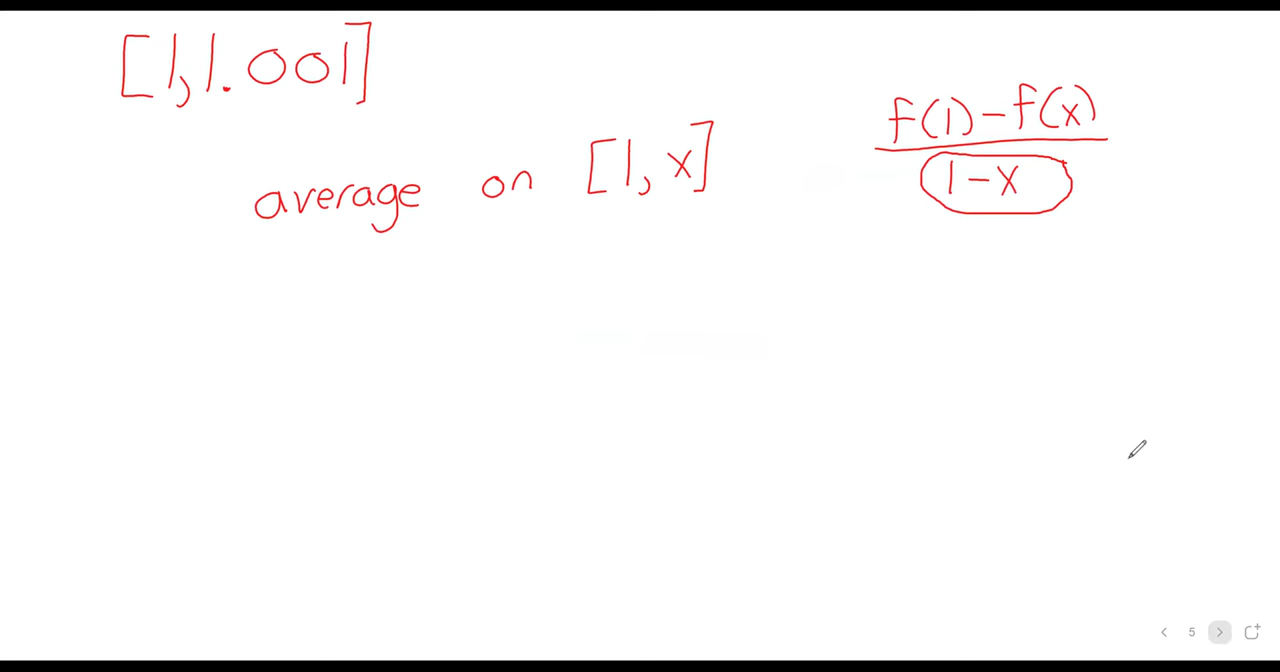 [1, 1.001]
average on [1, x]
f(1) - f(x)
1 - x
5